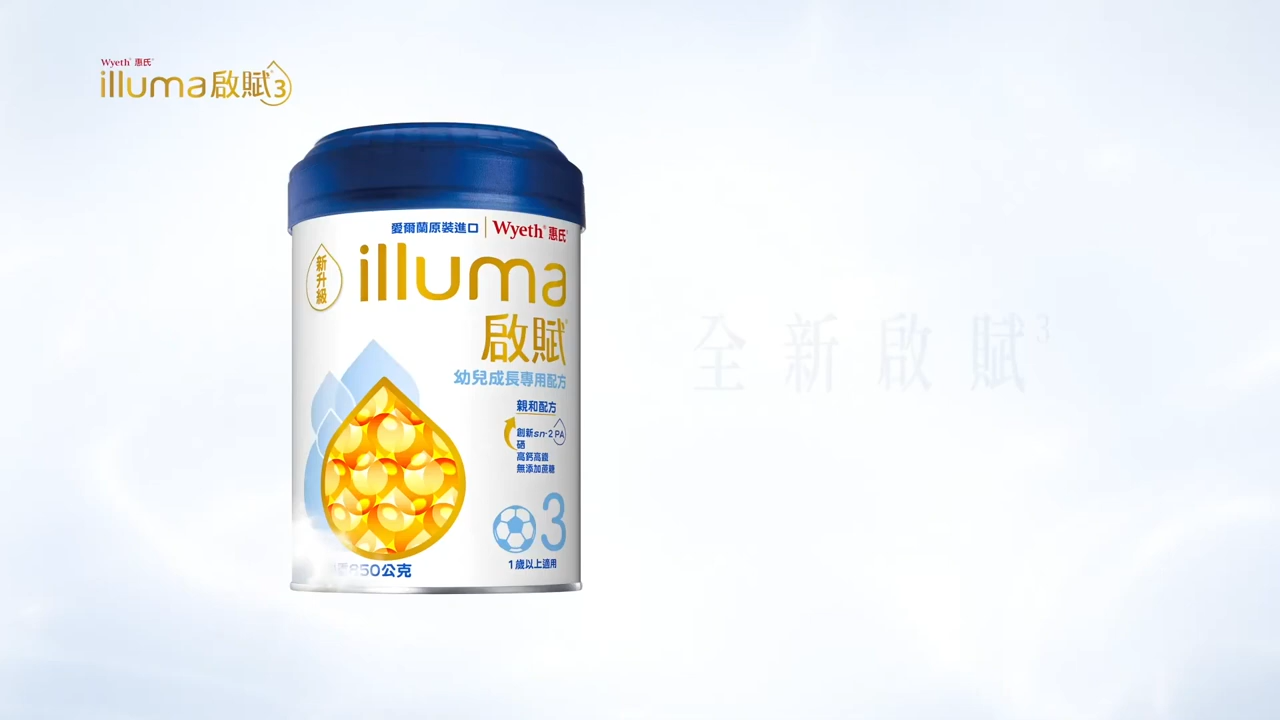 Wyeth® 惠氏®
illuma 啟賦® 3
愛爾蘭原裝進口 | Wyeth® 惠氏®
新升級
illuma
啟賦®
幼兒成長專用配方
親和配方
創新sn-2 PA
硒
高鈣高鐵
無添加蔗糖
3
1歲以上適用
850公克
全新啟賦®3